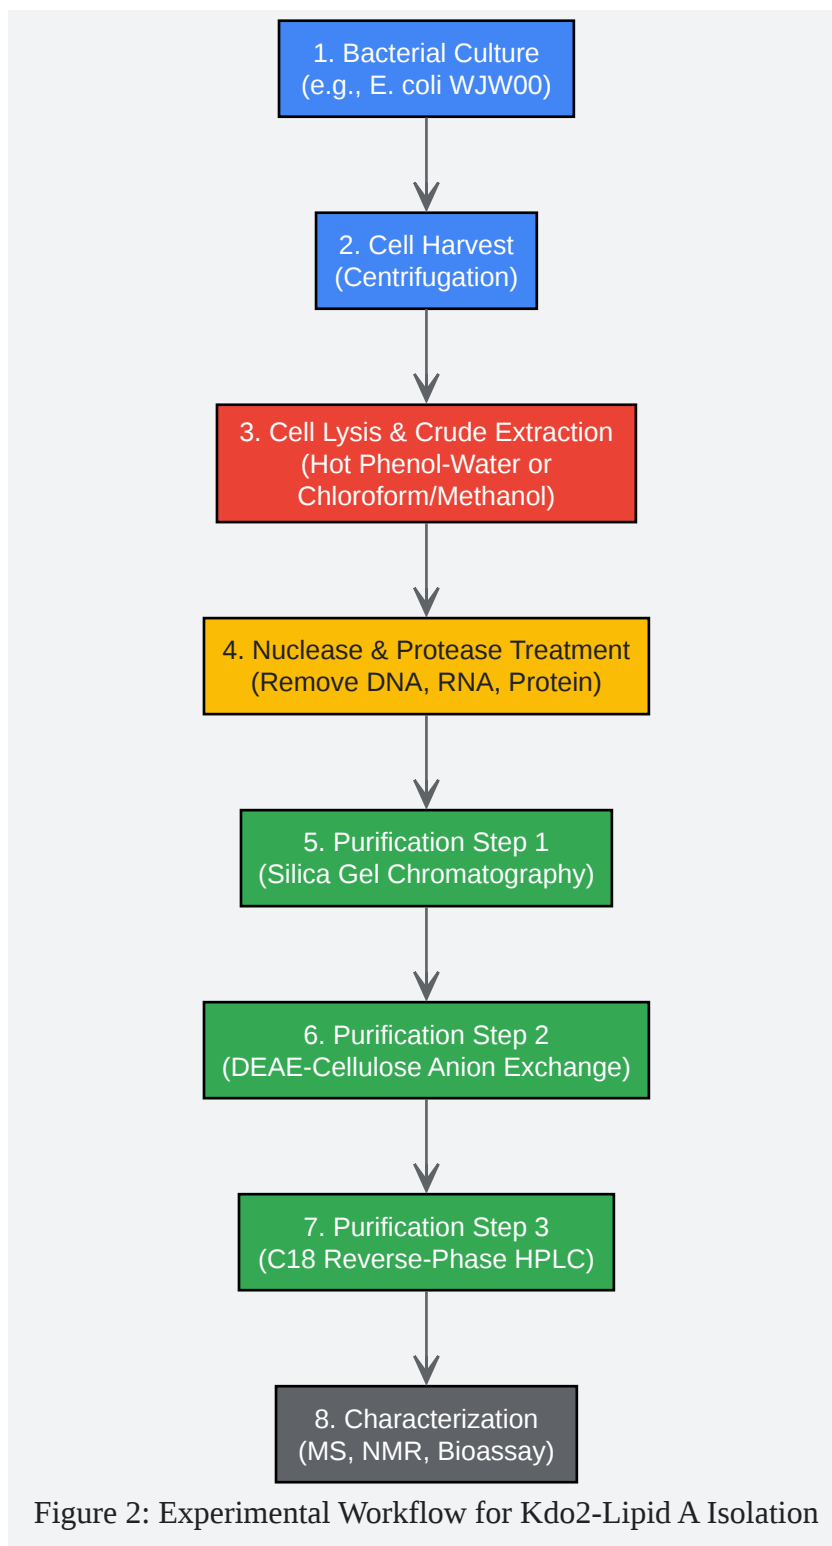 1. Bacterial Culture
(e.g., E. coli WJW00)
2. Cell Harvest
(Centrifugation)
3. Cell Lysis & Crude Extraction
(Hot Phenol-Water or
Chloroform/Methanol)
4. Nuclease & Protease Treatment
(Remove DNA, RNA, Protein)
5. Purification Step 1
(Silica Gel Chromatography)
6. Purification Step 2
(DEAE-Cellulose Anion Exchange)
7. Purification Step 3
(C18 Reverse-Phase HPLC)
8. Characterization
(MS, NMR, Bioassay)
Figure 2: Experimental Workflow for Kdo2-Lipid A Isolation